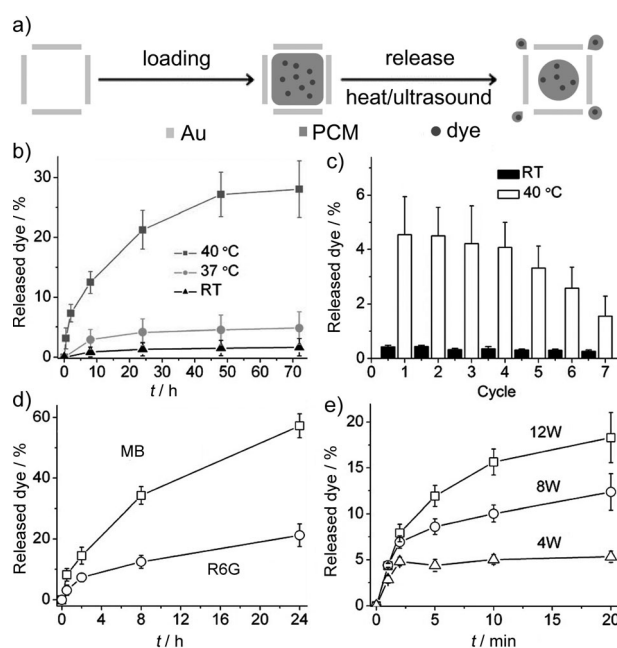 a)
loading
release
heat/ultrasound
Au
PCM
dye
b)
Released dye / %
30
20
10
0
40 °C
37 °C
RT
0 10 20 30 40 50 60 70
t / h
c)
Released dye / %
6
4
2
0
RT
40 °C
1 2 3 4 5 6 7
Cycle
d)
Released dye / %
60
40
20
0
MB
R6G
0 4 8 12 16 20 24
t / h
e)
Released dye / %
20
15
10
5
0
12W
8W
4W
0 5 10 15 20
t / min